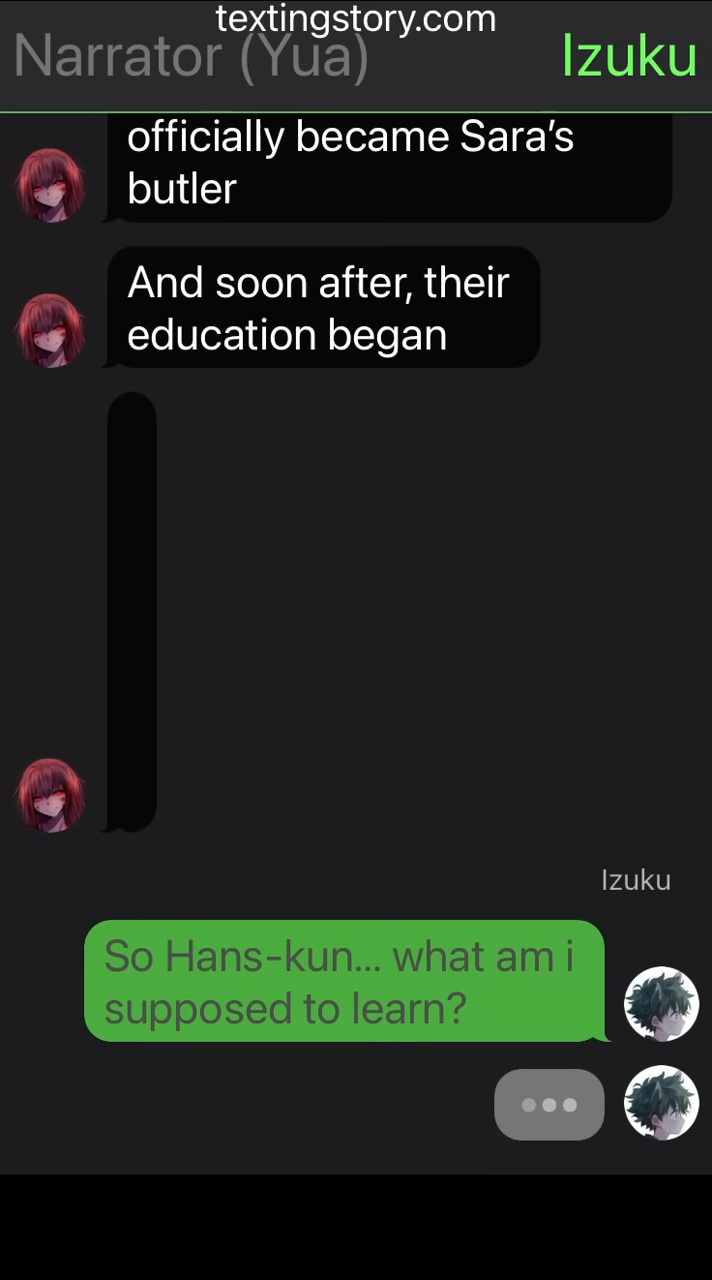 textingstory.com
Narrator (Yua)
Izuku
officially became Sara’s
butler
And soon after, their
education began
Izuku
So Hans-kun... what am i
supposed to learn?